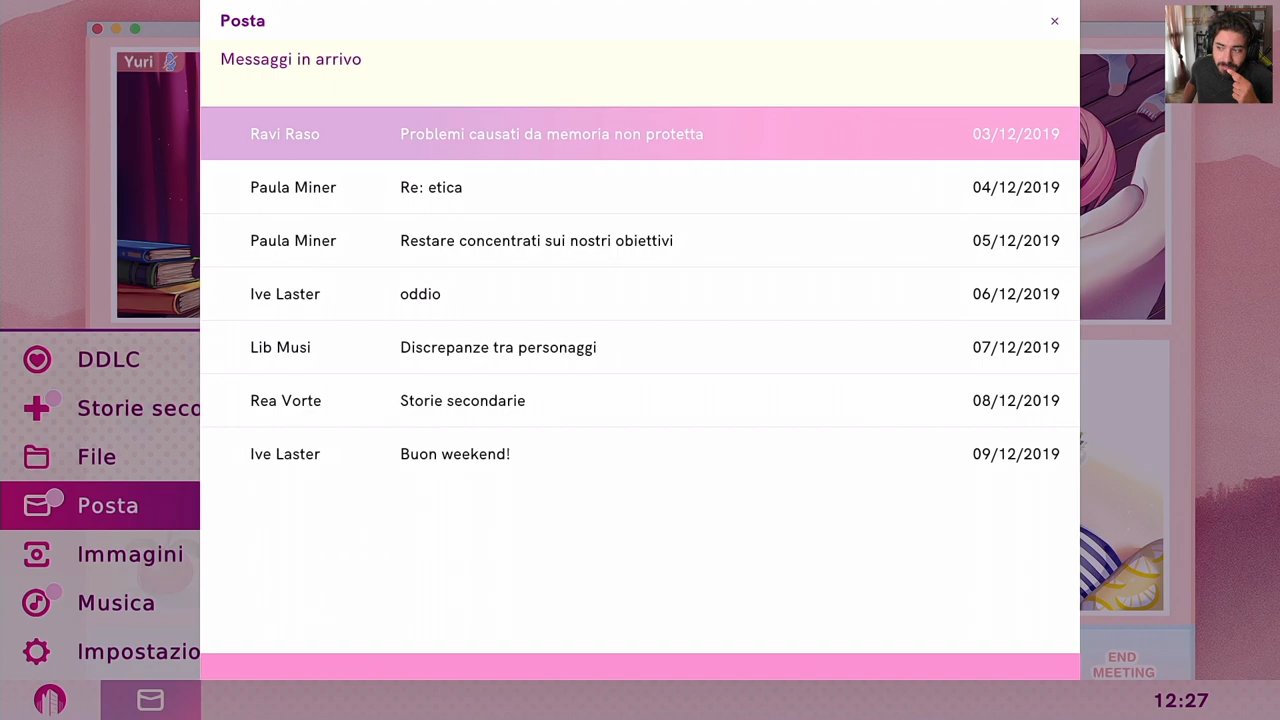 Posta
×
Messaggi in arrivo
Yuri
Ravi Raso Problemi causati da memoria non protetta 03/12/2019
Paula Miner Re: etica 04/12/2019
Paula Miner Restare concentrati sui nostri obiettivi 05/12/2019
Ive Laster oddio 06/12/2019
Lib Musi Discrepanze tra personaggi 07/12/2019
Rea Vorte Storie secondarie 08/12/2019
Ive Laster Buon weekend! 09/12/2019
DDLC
Storie seco
File
Posta
Immagini
Musica
Impostazio
END
MEETING
12:27